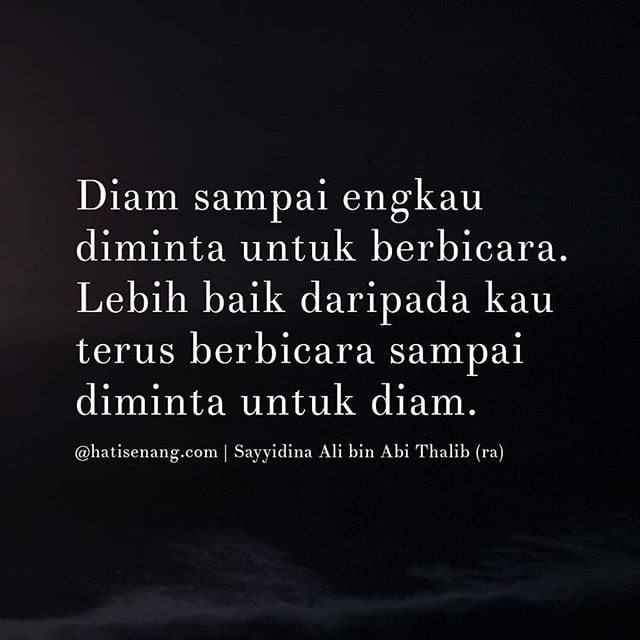 Diam sampai engkau
diminta untuk berbicara.
Lebih baik daripada kau
terus berbicara sampai
diminta untuk diam.
@hatisenang.com | Sayyidina Ali bin Abi Thalib (ra)